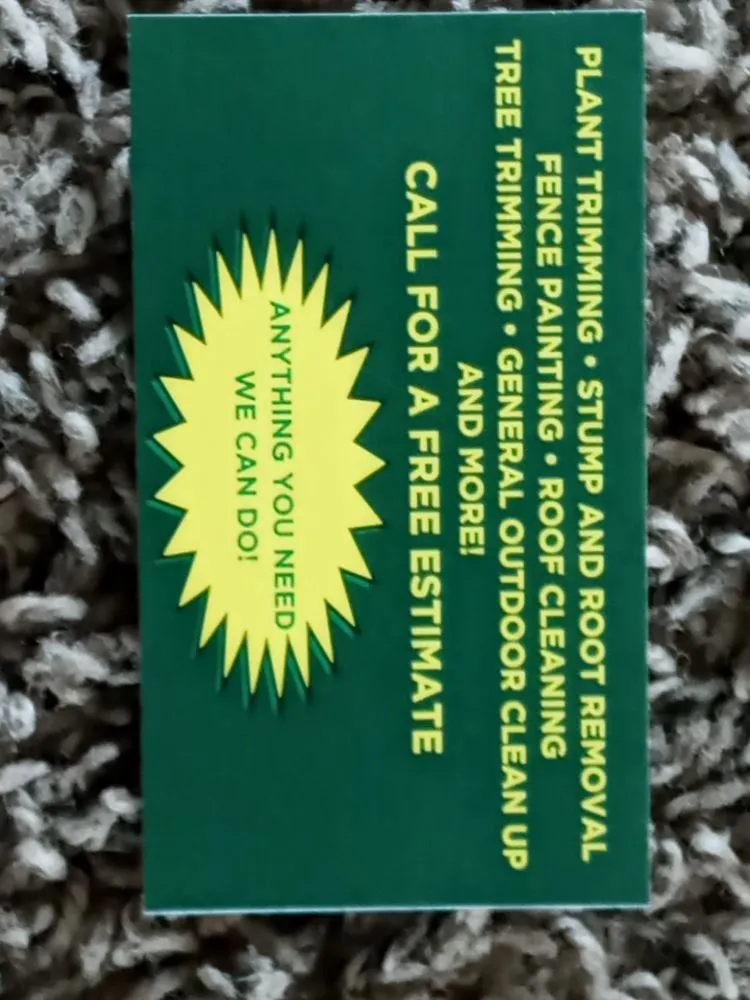 PLANT TRIMMING • STUMP AND ROOT REMOVAL
FENCE PAINTING • ROOF CLEANING
TREE TRIMMING • GENERAL OUTDOOR CLEAN UP
AND MORE!
CALL FOR A FREE ESTIMATE
ANYTHING YOU NEED
WE CAN DO!